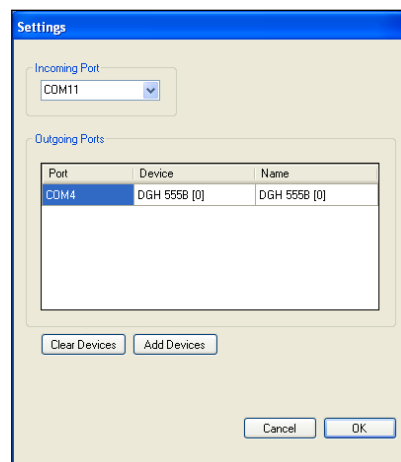 Settings
Incoming Port
COM11
Outgoing Ports
Port Device Name
COM4 DGH 555B [0] DGH 555B [0]
Clear Devices Add Devices
Cancel OK